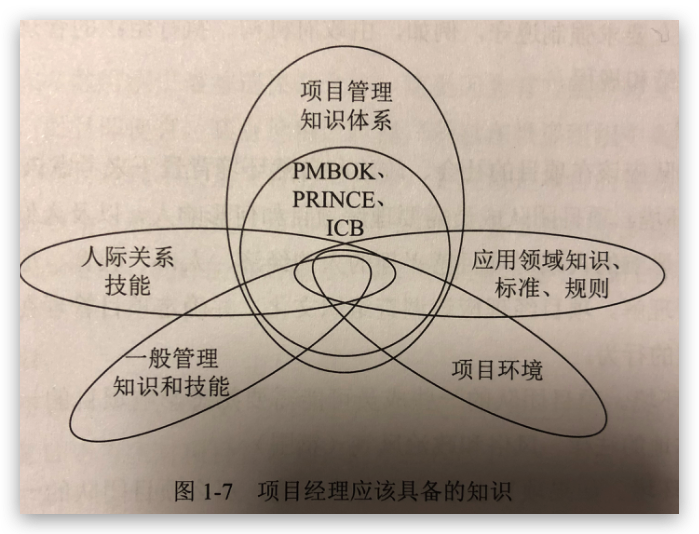 项目管理
知识体系
PMBOK、
PRINCE、
ICB
人际关系
技能
应用领域知识
标准、规则
一般管理
知识和技能
项目环境
图 1-7 项目经理应该具备的知识